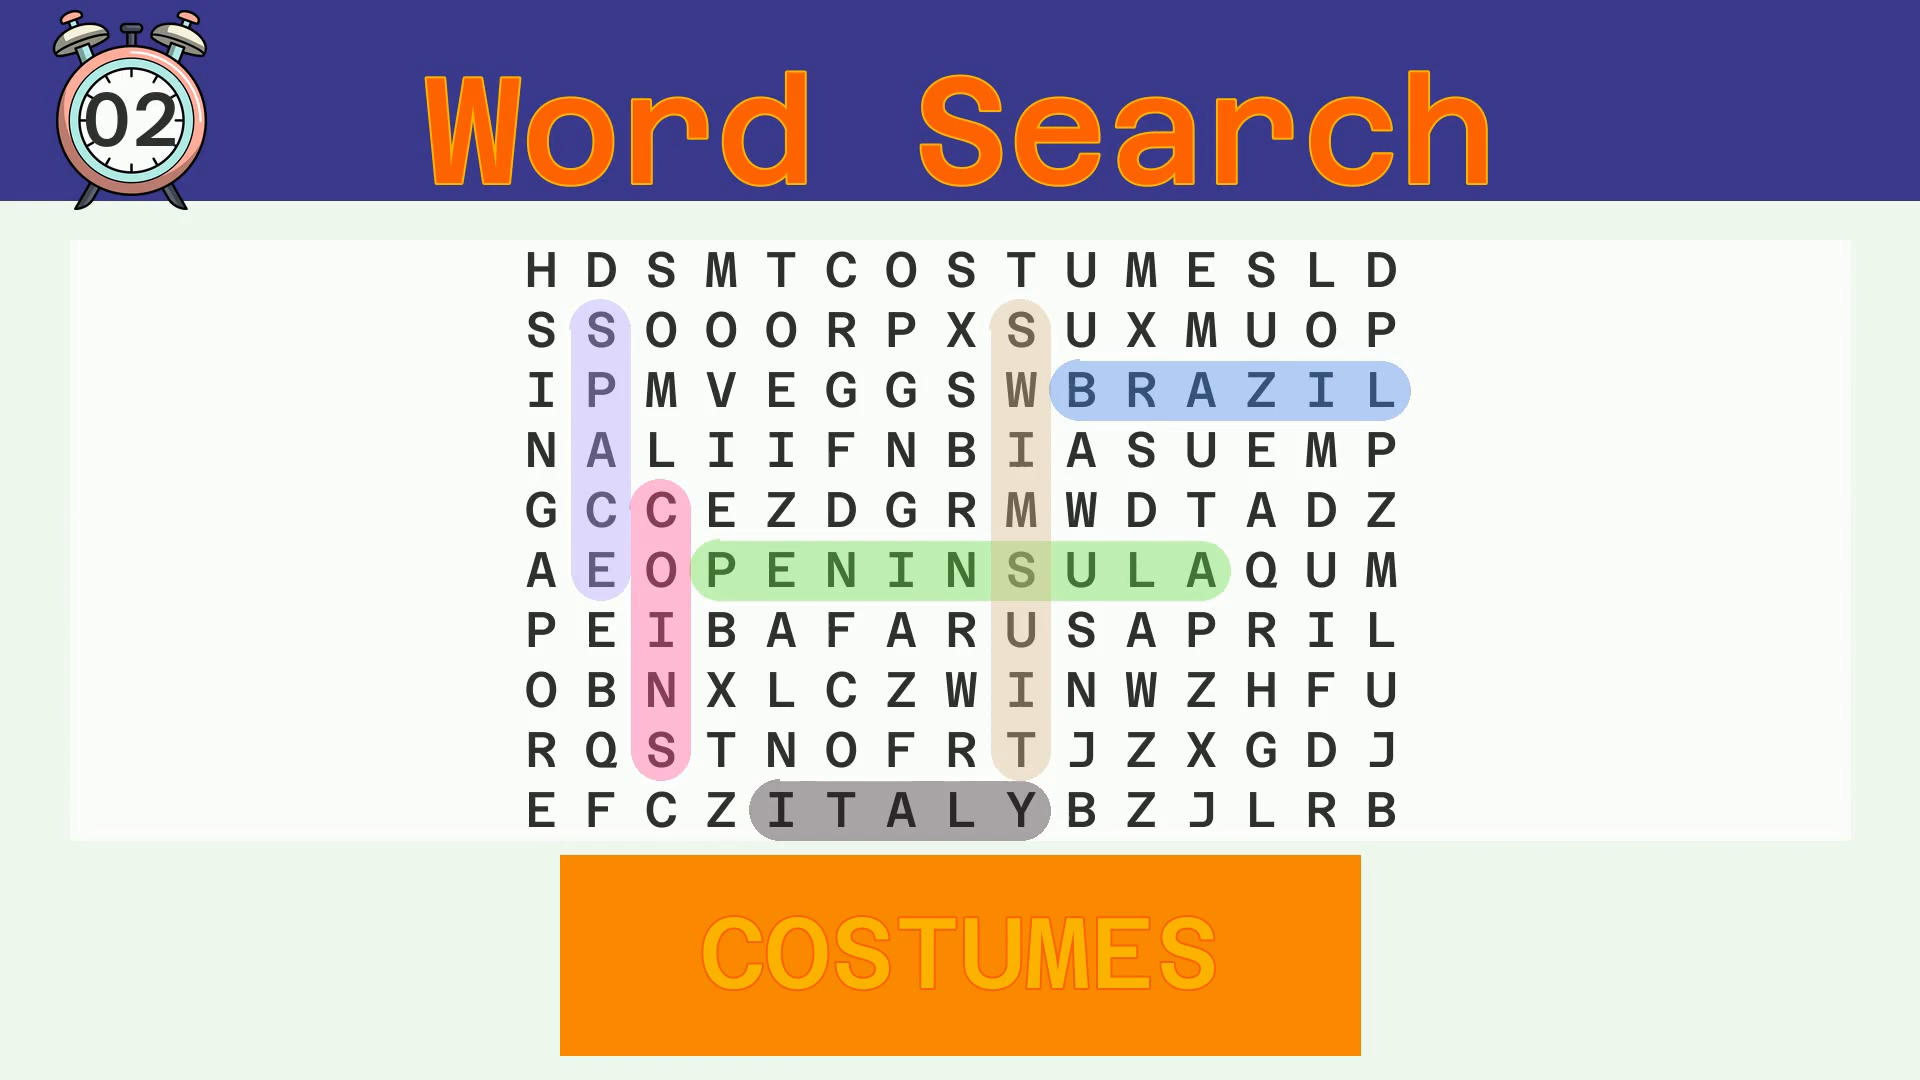 02
Word Search
H D S M T C O S T U M E S L D
S S O O O R P X S U X M U O P
I P M V E G G S W B R A Z I L
N A L I I F N B I A S U E M P
G C C E Z D G R M W D T A D Z
A E O P E N I N S U L A Q U M
P E I B A F A R U S A P R I L
O B N X L C Z W I N W Z H F U
R Q S T N O F R T J Z X G D J
E F C Z I T A L Y B Z J L R B
COSTUMES